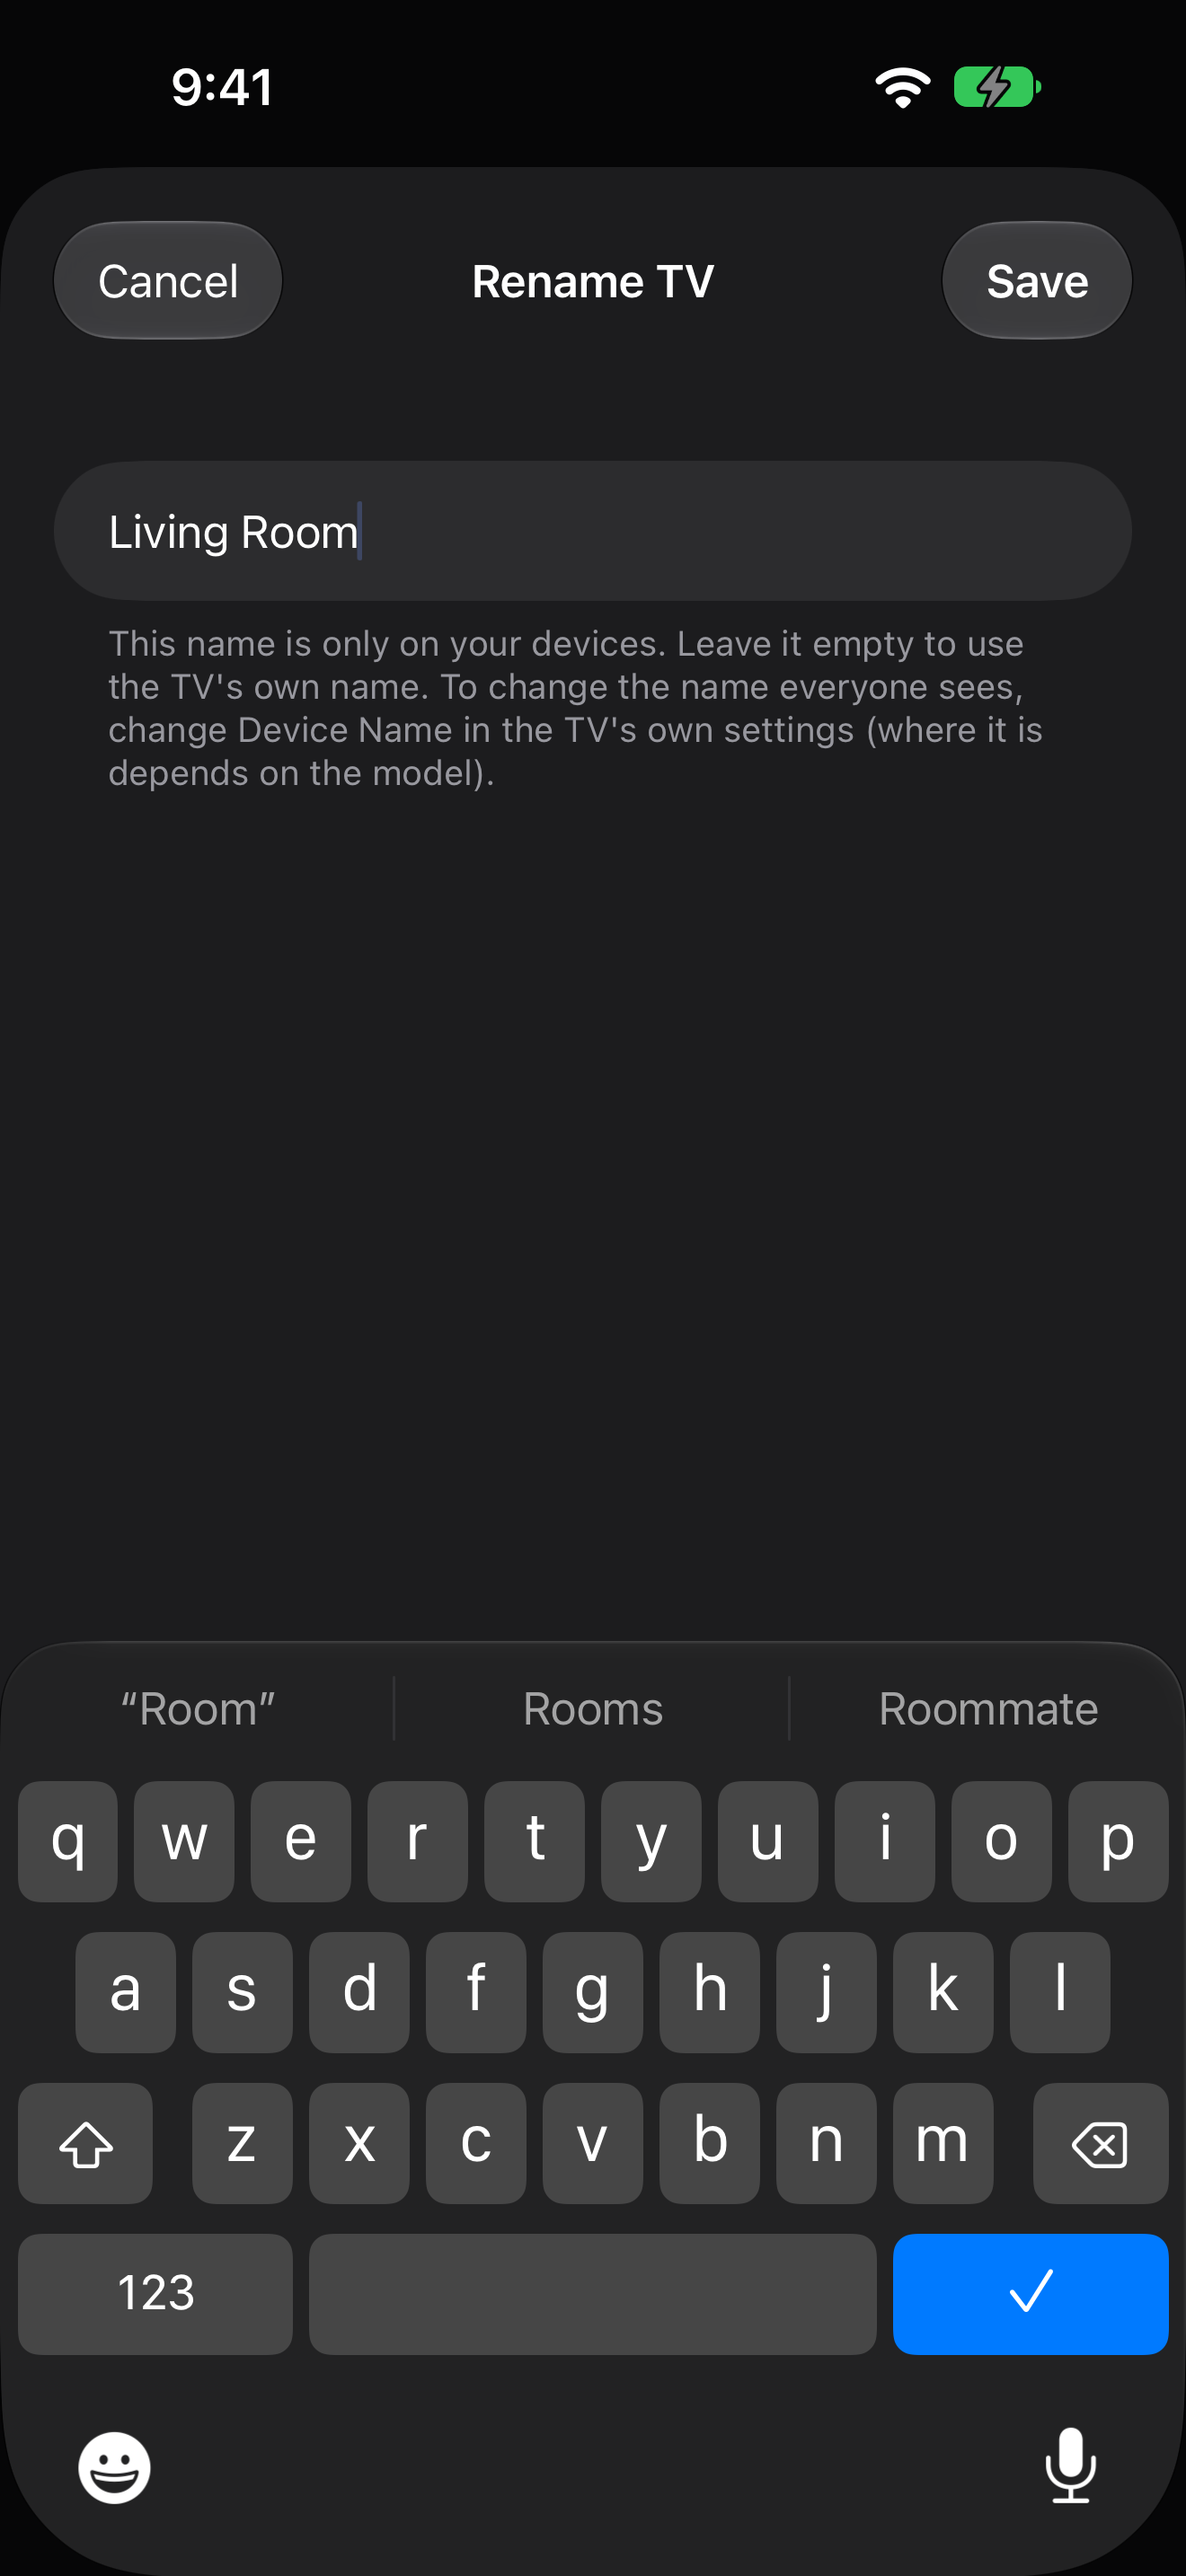 9:41
Cancel
Rename TV
Save
Living Room
This name is only on your devices. Leave it empty to use
the TV's own name. To change the name everyone sees,
change Device Name in the TV's own settings (where it is
depends on the model).
“Room”
Rooms
Roommate
q w e r t y u i o p
a s d f g h j k l
z x c v b n m
123